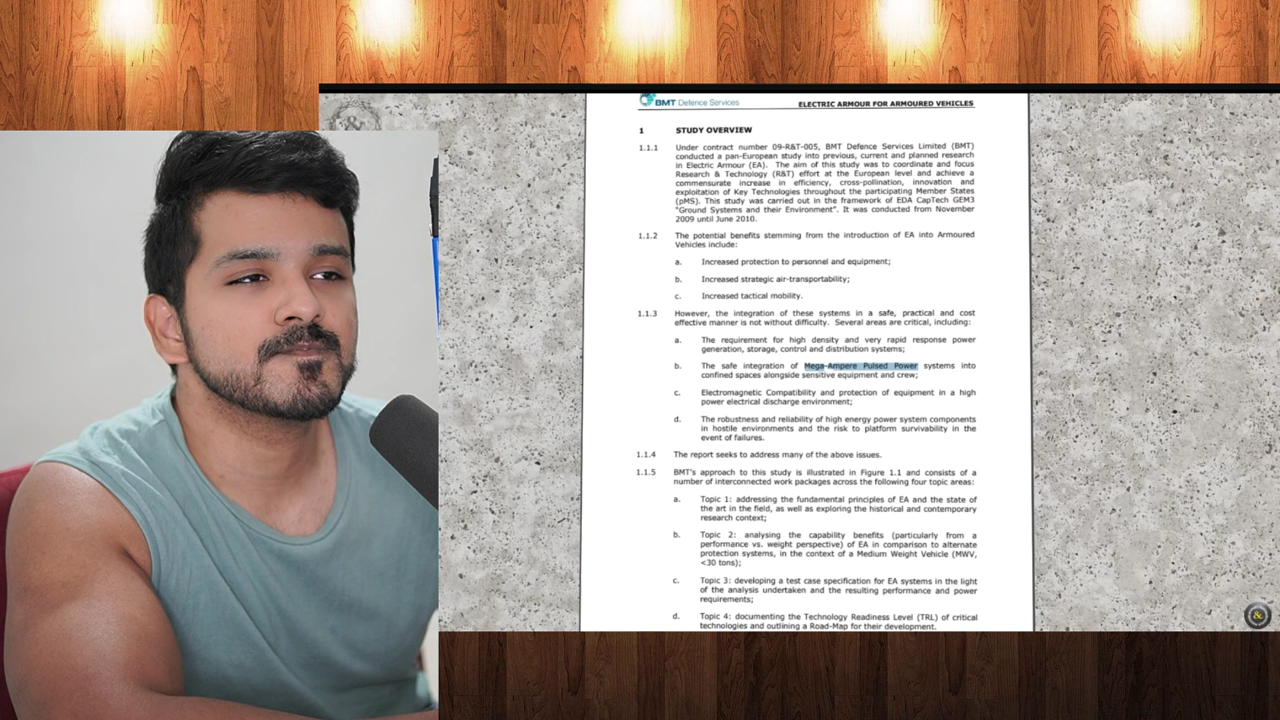 BMT Defence Services
ELECTRIC ARMOUR FOR ARMOURED VEHICLES
1 STUDY OVERVIEW
1.1.1 Under contract number 09-R&T-005, BMT Defence Services Limited (BMT)
conducted a pan-European study into previous, current and planned research
in Electric Armour (EA). The aim of this study was to coordinate and focus
Research & Technology (R&T) effort at the European level and achieve a
commensurate increase in efficiency, cross-pollination, innovation and
exploitation of Key Technologies throughout the participating Member States
(pMS). This study was carried out in the framework of EDA CapTech GEM3
"Ground Systems and their Environment". It was conducted from November
2009 until June 2010.
1.1.2 The potential benefits stemming from the introduction of EA into Armoured
Vehicles include:
a. Increased protection to personnel and equipment;
b. Increased strategic air-transportability;
c. Increased tactical mobility.
1.1.3 However, the integration of these systems in a safe, practical and cost
effective manner is not without difficulty. Several areas are critical, including:
a. The requirement for high density and very rapid response power
generation, storage, control and distribution systems;
b. The safe integration of Mega-Ampere Pulsed Power systems into
confined spaces alongside sensitive equipment and crew;
c. Electromagnetic Compatibility and protection of equipment in a high
power electrical discharge environment;
d. The robustness and reliability of high energy power system components
in hostile environments and the risk to platform survivability in the
event of failures.
1.1.4 The report seeks to address many of the above issues.
1.1.5 BMT's approach to this study is illustrated in Figure 1.1 and consists of a
number of interconnected work packages across the following four topic areas:
a. Topic 1: addressing the fundamental principles of EA and the state of
the art in the field, as well as exploring the historical and contemporary
research context;
b. Topic 2: analysing the capability benefits (particularly from a
performance vs. weight perspective) of EA in comparison to alternate
protection systems, in the context of a Medium Weight Vehicle (MWV,
<30 tons);
c. Topic 3: developing a test case specification for EA systems in the light
of the analysis undertaken and the resulting performance and power
requirements;
d. Topic 4: documenting the Technology Readiness Level (TRL) of critical
technologies and outlining a Road-Map for their development.
&